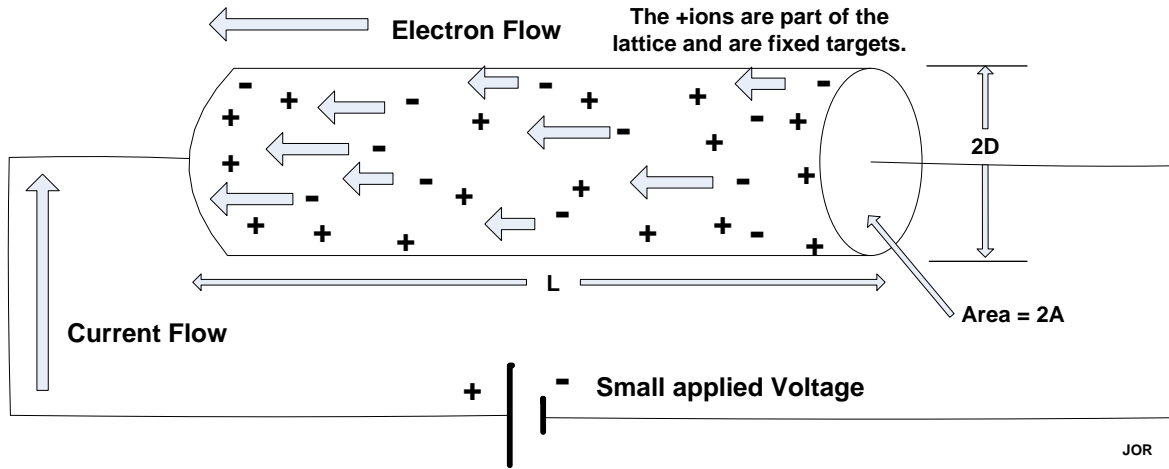 Electron Flow
The +ions are part of the
lattice and are fixed targets.
2D
L
Area = 2A
Current Flow
+ - Small applied Voltage
JOR